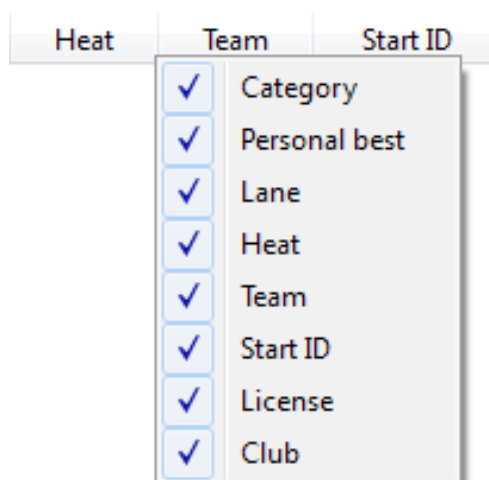 Heat Team Start ID
Category
Personal best
Lane
Heat
Team
Start ID
License
Club